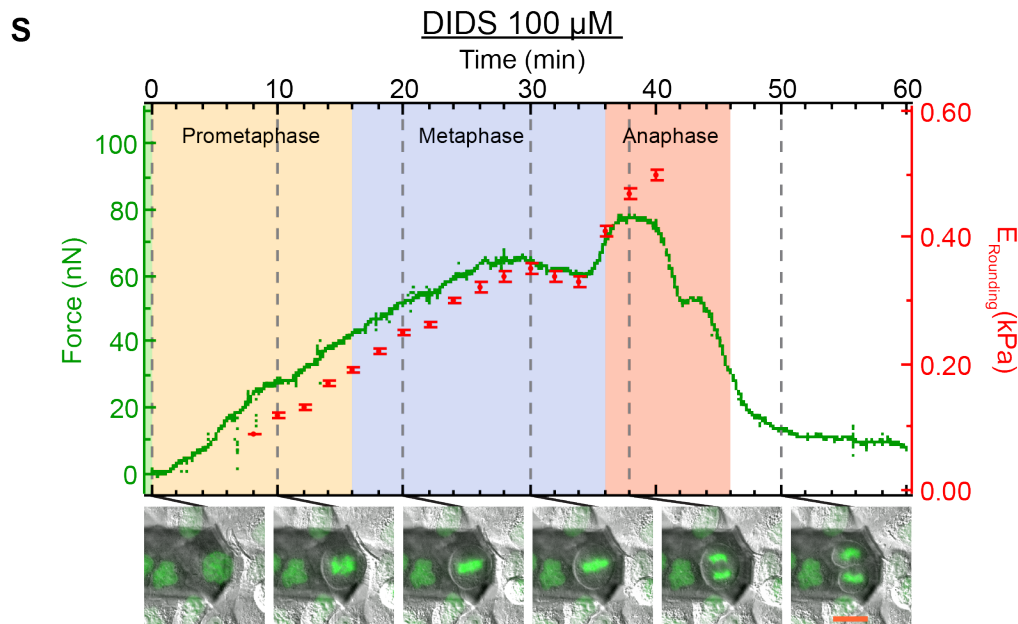 S
DIDS 100 µM
Time (min)
0 10 20 30 40 50 60
Prometaphase Metaphase Anaphase
Force (nN)
100
80
60
40
20
0
0.60
0.40
0.20
0.00
E Rounding (kPa)